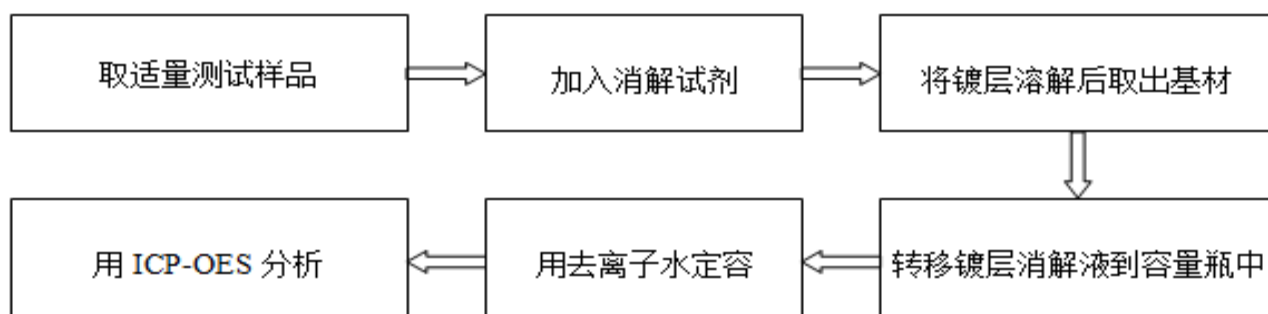 取适量测试样品
加入消解试剂
将镀层溶解后取出基材
转移镀层消解液到容量瓶中
用去离子水定容
用 ICP-OES 分析